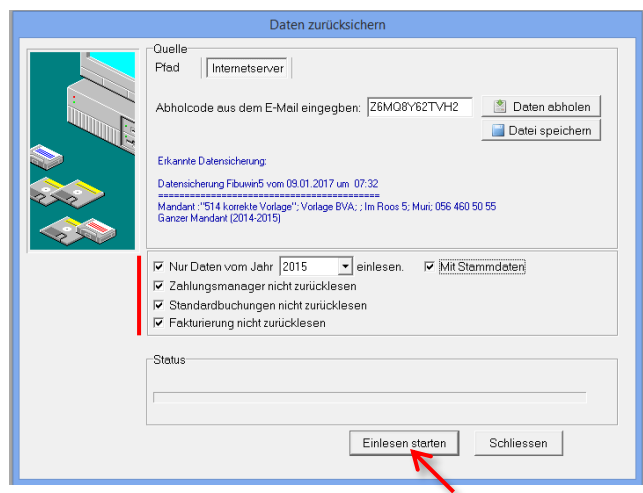 Daten zurücksichern
Quelle
Pfad Internetserver
Abholcode aus dem E-Mail eingegben: Z6MQ8Y62TVH2 Daten abholen
Datei speichern
Erkannte Datensicherung:
Datensicherung Fibuwin5 vom 09.01.2017 um 07:32
==========================================
Mandant :"514 korrekte Vorlage"; Vorlage BVA; ; Im Roos 5; Muri; 056 460 50 55
Ganzer Mandant (2014-2015)
Nur Daten vom Jahr 2015 einlesen. Mit Stammdaten
Zahlungsmanager nicht zurücklesen
Standardbuchungen nicht zurücklesen
Fakturierung nicht zurücklesen
Status
Einlesen starten Schliessen